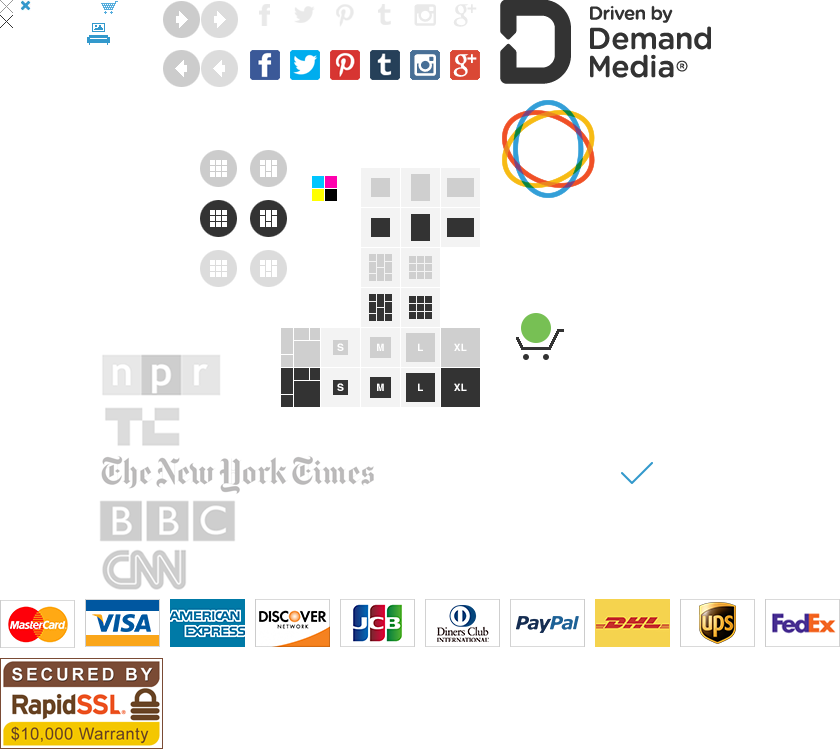 f t g+
f t g+
Driven by
Demand
Media®
S M L XL
S M L XL
npr
TC
The New York Times
BBC
CNN
MasterCard VISA AMERICAN EXPRESS DISCOVER NETWORK JCB Diners Club INTERNATIONAL PayPal DHL ups FedEx
SECURED BY
RapidSSL.
$10,000 Warranty